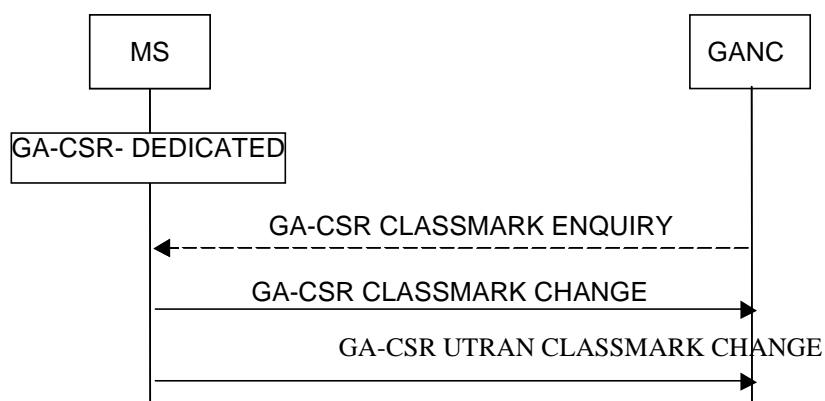 MS
GANC
GA-CSR- DEDICATED
GA-CSR CLASSMARK ENQUIRY
GA-CSR CLASSMARK CHANGE
GA-CSR UTRAN CLASSMARK CHANGE